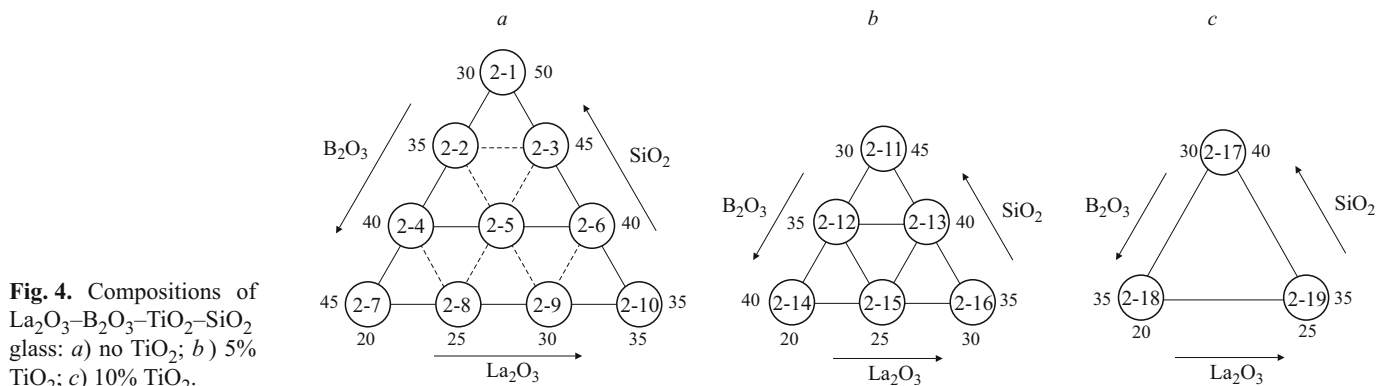 a
b
c
30 2-1 50
35 2-2 2-3 45
B2O3 SiO2
40 2-4 2-5 2-6 40
45 2-7 2-8 2-9 2-10 35
20 25 30 35
La2O3
30 2-11 45
B2O3 SiO2
35 2-12 2-13 40
40 2-14 2-15 2-16 35
20 25 30
La2O3
30 2-17 40
B2O3 SiO2
35 2-18 2-19 35
20 25
La2O3
Fig. 4. Compositions of
La2O3–B2O3–TiO2–SiO2
glass: a) no TiO2; b) 5%
TiO2; c) 10% TiO2.